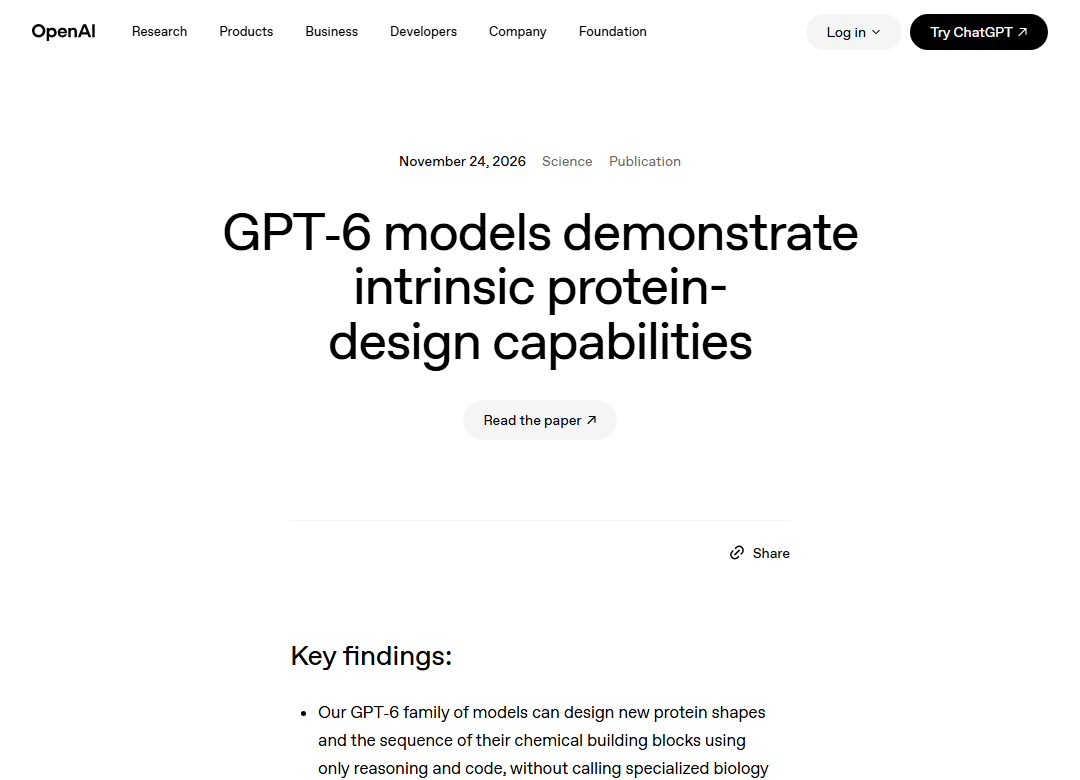 OpenAI
Research
Products
Business
Developers
Company
Foundation
Log in
Try ChatGPT ↗
November 24, 2026
Science
Publication
GPT-6 models demonstrate
intrinsic protein-
design capabilities
Read the paper ↗
Share
Key findings:
• Our GPT-6 family of models can design new protein shapes
and the sequence of their chemical building blocks using
only reasoning and code, without calling specialized biology